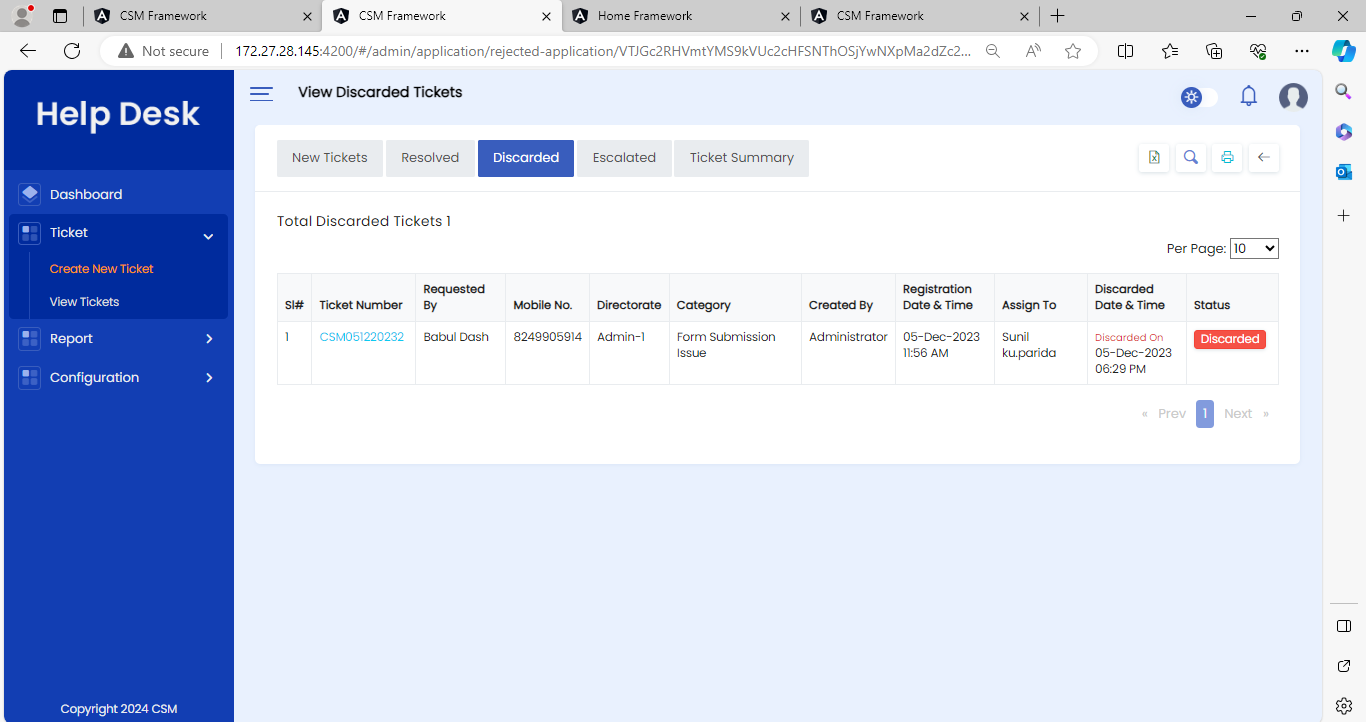 CSM Framework
CSM Framework
Home Framework
CSM Framework
Not secure
172.27.28.145:4200/#/admin/application/rejected-application/VTJGc2RHVmtYMS9kVUc2cHFSNThOSjYwNXpMa2dZc2...
Help Desk
Dashboard
Ticket
Create New Ticket
View Tickets
Report
Configuration
Copyright 2024 CSM
View Discarded Tickets
New Tickets Resolved Discarded Escalated Ticket Summary
Total Discarded Tickets 1
Per Page: 10
Sl# Ticket Number Requested By Mobile No. Directorate Category Created By Registration Date & Time Assign To Discarded Date & Time Status
1 CSM051220232 Babul Dash 8249905914 Admin-1 Form Submission Issue Administrator 05-Dec-2023 11:56 AM Sunil ku.parida Discarded On 05-Dec-2023 06:29 PM Discarded
« Prev 1 Next »